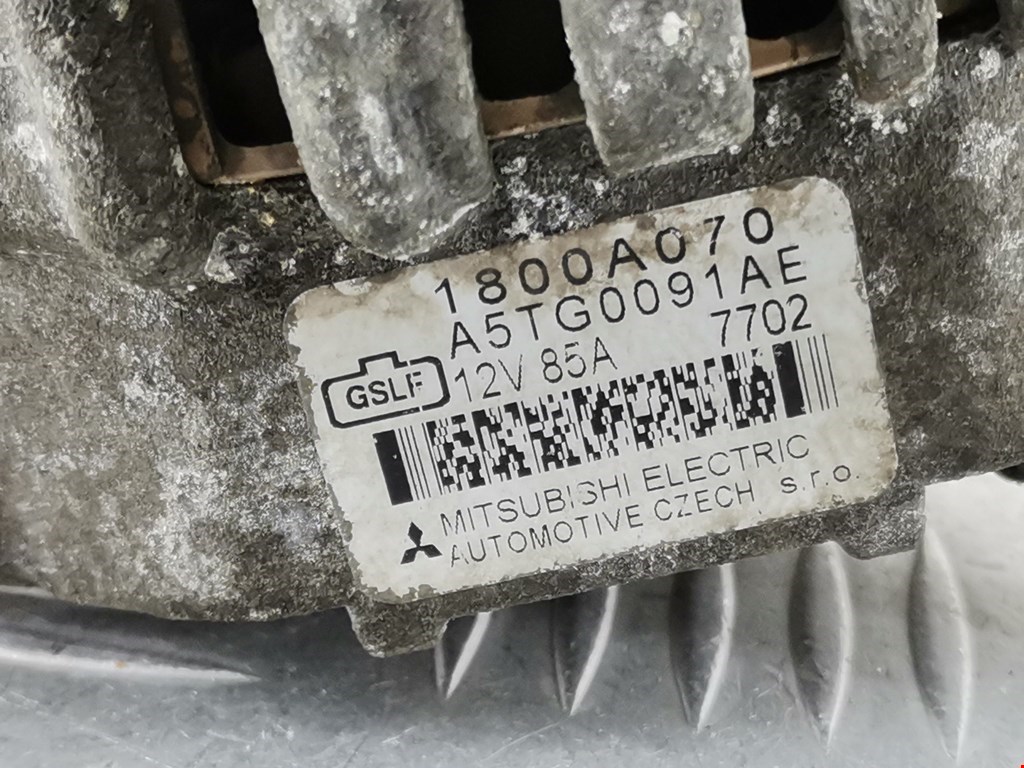 1800A070
A5TG0091AE
12V 85A 7702
GSLF
MITSUBISHI ELECTRIC
AUTOMOTIVE CZECH s.r.o.